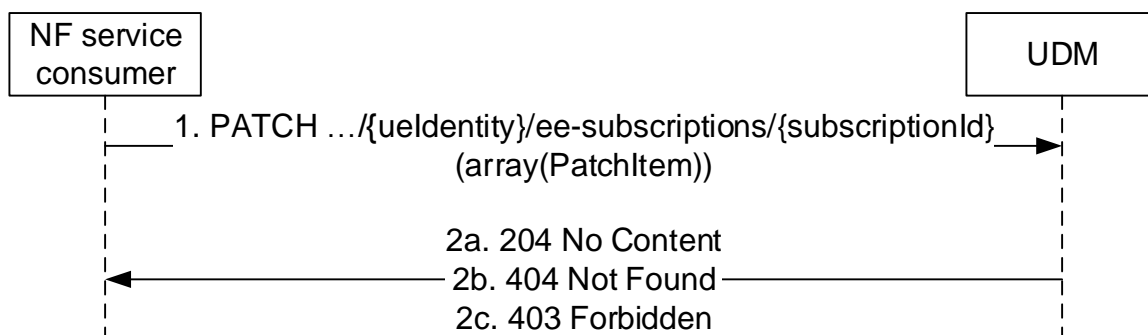 NF service
consumer
UDM
1. PATCH …/{ueIdentity}/ee-subscriptions/{subscriptionId}
(array(PatchItem))
2a. 204 No Content
2b. 404 Not Found
2c. 403 Forbidden